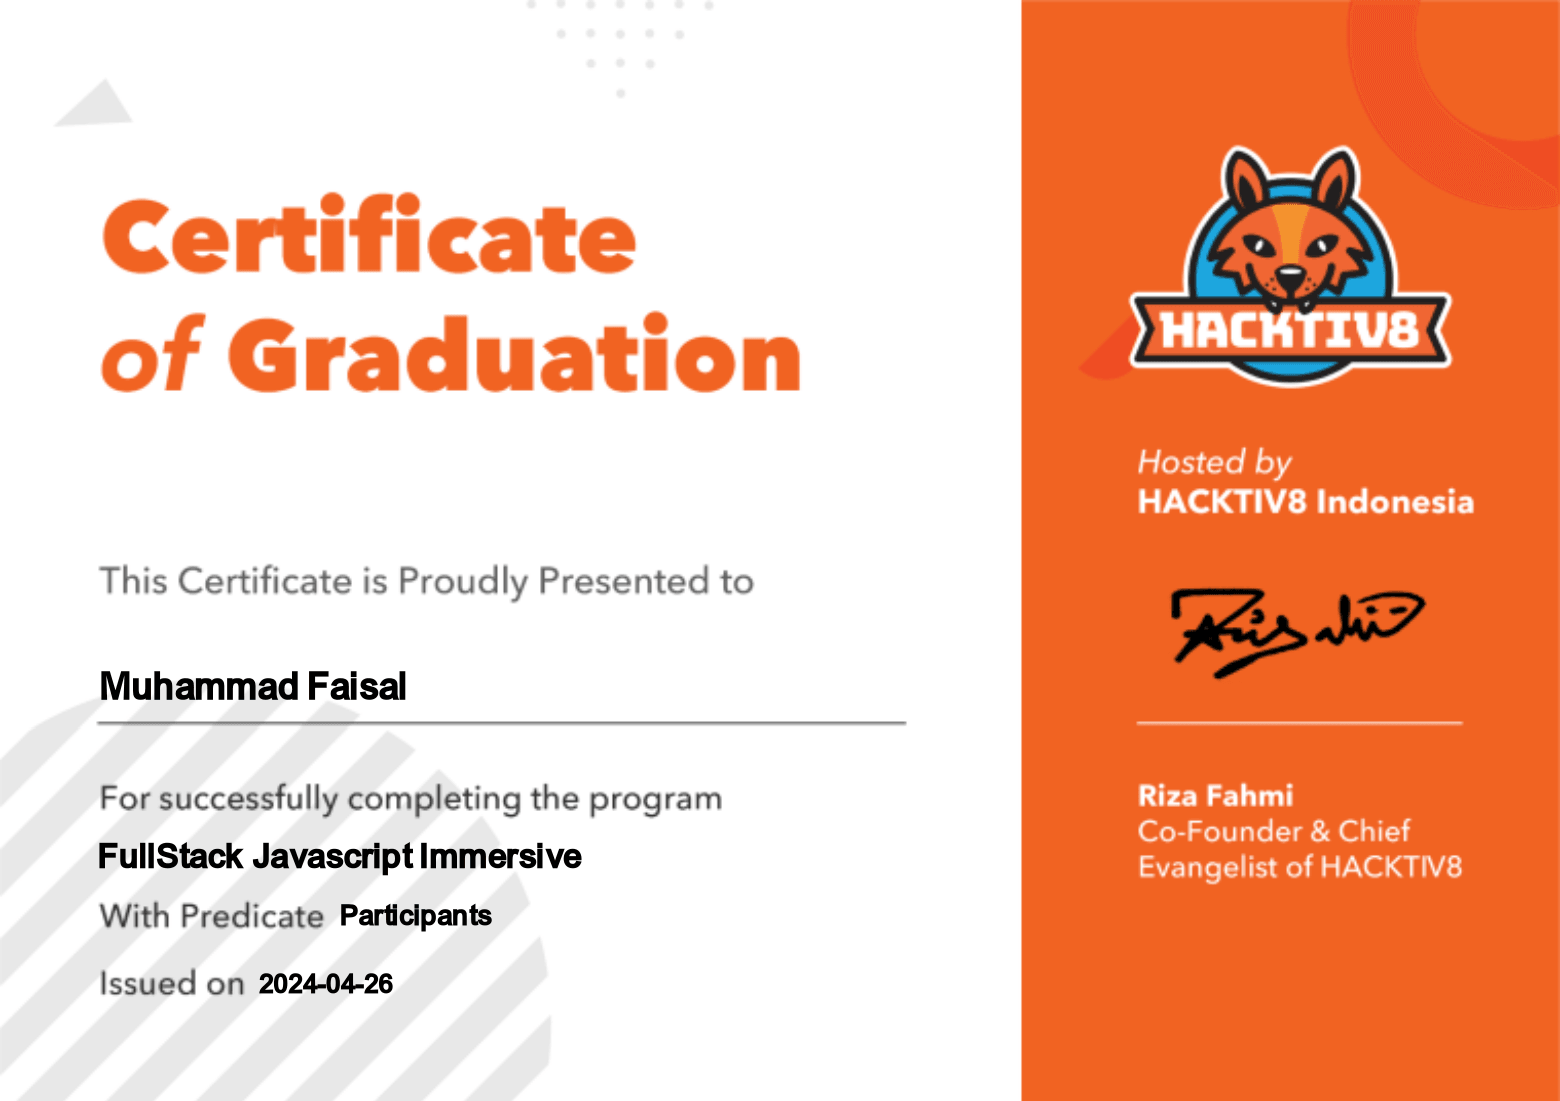 Certificate
of Graduation
This Certificate is Proudly Presented to
Muhammad Faisal
For successfully completing the program
FullStack Javascript Immersive
With Predicate Participants
Issued on 2024-04-26
HACKTIV8
Hosted by
HACKTIV8 Indonesia
Riza Fahmi
Co-Founder & Chief
Evangelist of HACKTIV8